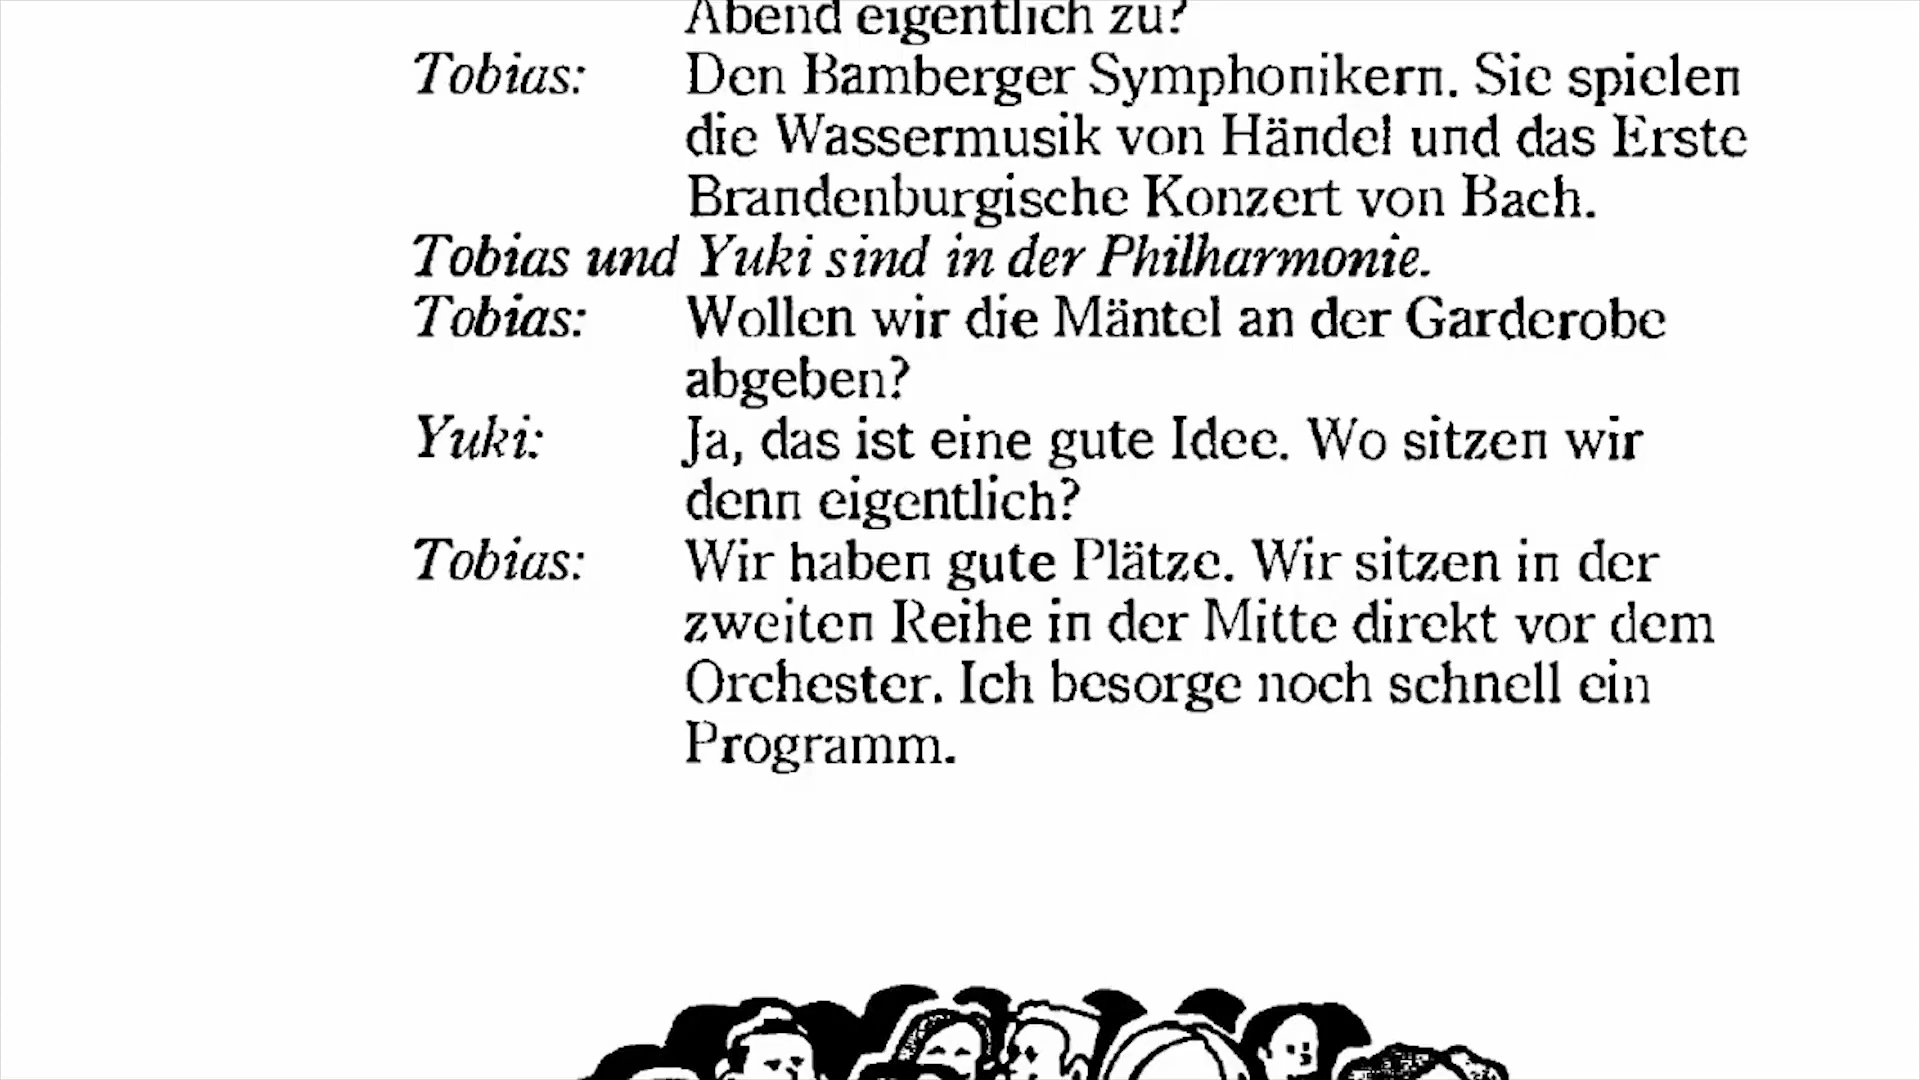 Abend eigentlich zu?
Tobias: Den Bamberger Symphonikern. Sie spielen
die Wassermusik von Händel und das Erste
Brandenburgische Konzert von Bach.
Tobias und Yuki sind in der Philharmonie.
Tobias: Wollen wir die Mäntel an der Garderobe
abgeben?
Yuki: Ja, das ist eine gute Idee. Wo sitzen wir
denn eigentlich?
Tobias: Wir haben gute Plätze. Wir sitzen in der
zweiten Reihe in der Mitte direkt vor dem
Orchester. Ich besorge noch schnell ein
Programm.